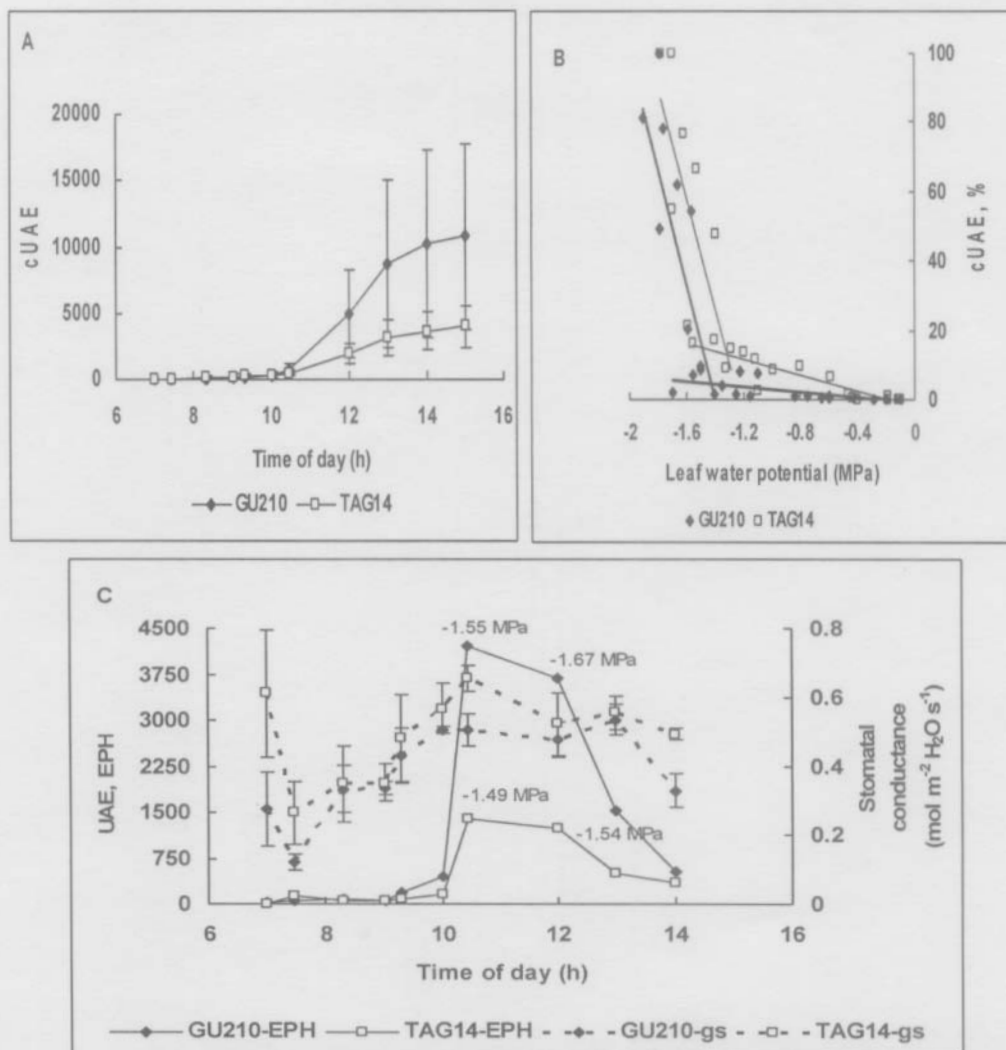 A
cUAE
20000
15000
10000
5000
0
6 8 10 12 14 16
Time of day (h)
GU210 TAG14
B
100
80
60
40
20
0
cUAE, %
-2 -1.6 -1.2 -0.8 -0.4 0
Leaf water potential (MPa)
GU210 TAG14
C
UAE, EPH
4500
3750
3000
2250
1500
750
0
-1.55 MPa
-1.67 MPa
-1.49 MPa
-1.54 MPa
0.8
0.6
0.4
0.2
0
Stomatal
conductance
(mol m⁻² H₂O s⁻¹)
6 8 10 12 14 16
Time of day (h)
GU210-EPH TAG14-EPH GU210-gs TAG14-gs